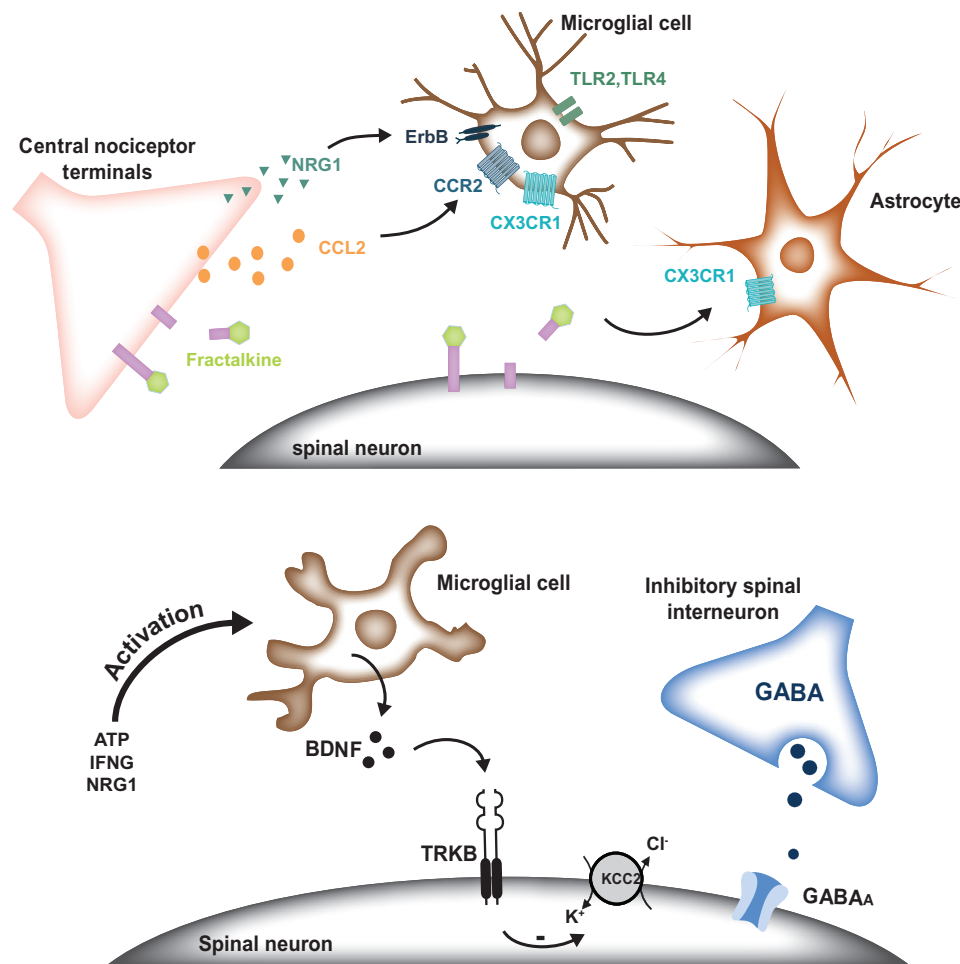 Microglial cell
TLR2,TLR4
Central nociceptor
terminals
NRG1
ErbB
CCR2
CX3CR1
Astrocyte
CCL2
CX3CR1
Fractalkine
spinal neuron
Microglial cell
Inhibitory spinal
interneuron
Activation
GABA
ATP
IFNG
NRG1
BDNF
TRKB
Cl-
KCC2
K+
GABAA
-
Spinal neuron